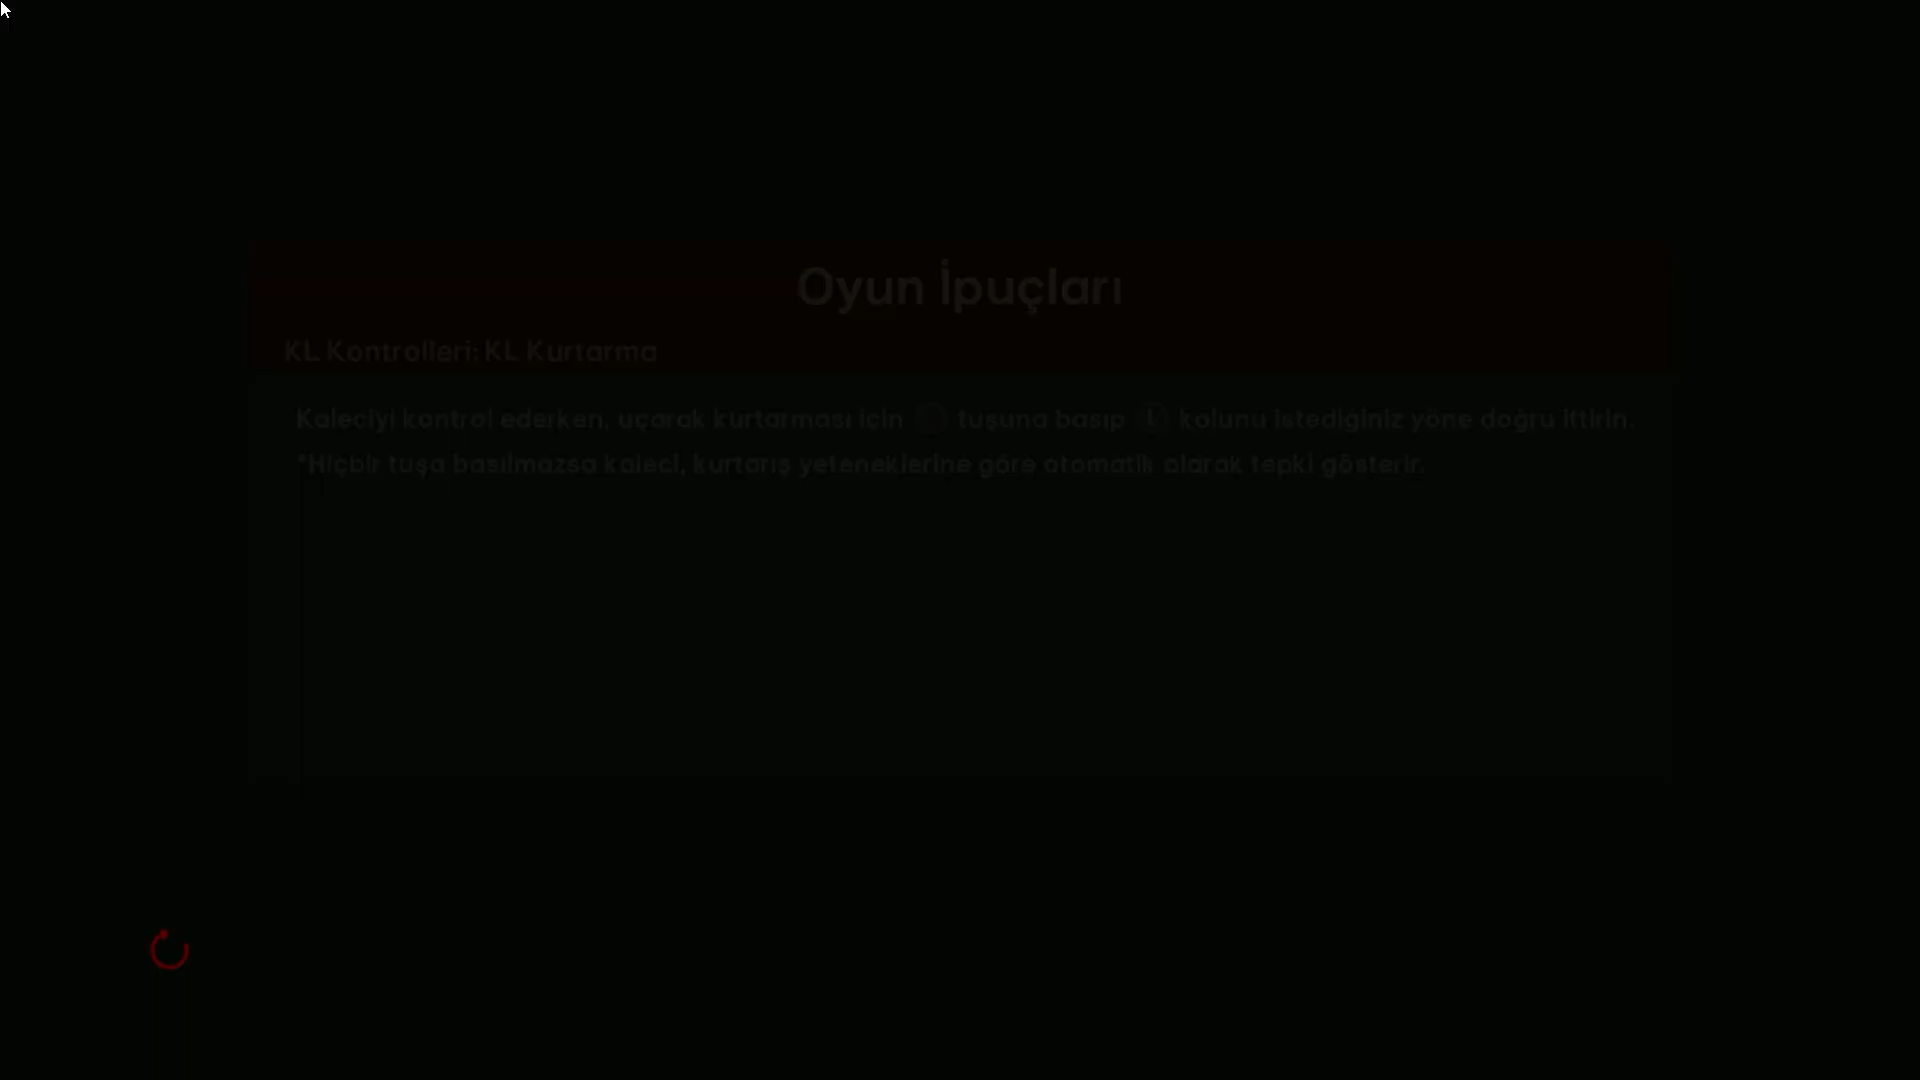 Oyun İpuçları
KL Kontrolleri: KL Kurtarma
Kaleciyi kontrol ederken, uçarak kurtarması için tuşuna basıp L kolunu istediğiniz yöne doğru ittirin.
*Hiçbir tuşa basılmazsa kaleci, kurtarış yeteneklerine göre otomatik olarak tepki gösterir.